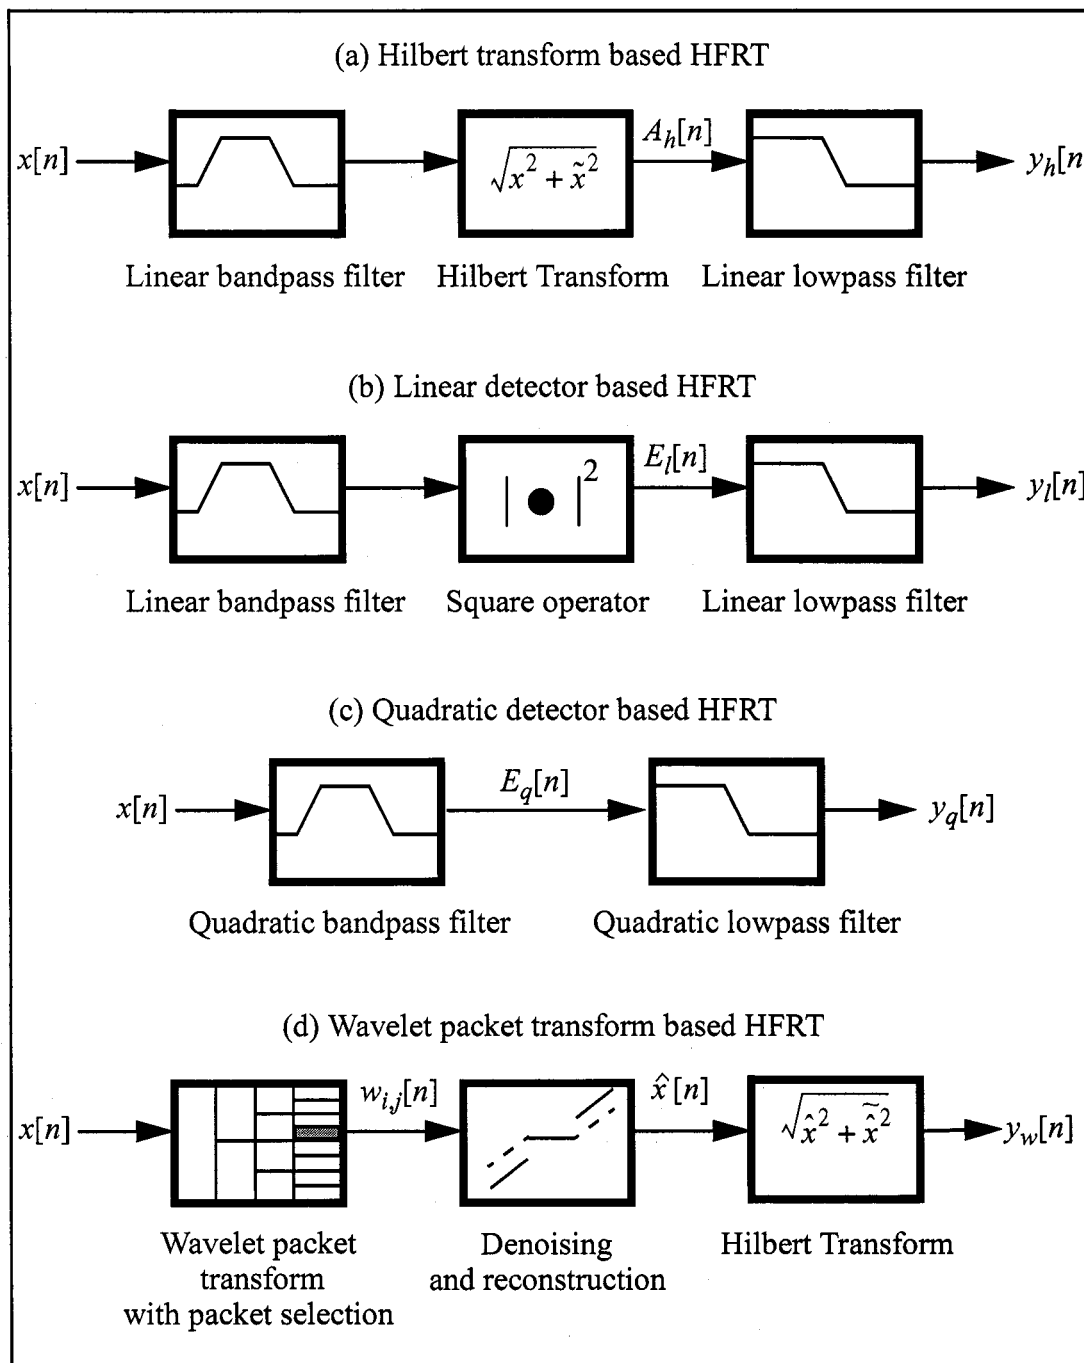 (a) Hilbert transform based HFRT
x[n]
√(x² + x̃²)
A_h[n]
y_h[n
Linear bandpass filter
Hilbert Transform
Linear lowpass filter
(b) Linear detector based HFRT
x[n]
| ● |²
E_l[n]
y_l[n]
Linear bandpass filter
Square operator
Linear lowpass filter
(c) Quadratic detector based HFRT
x[n]
E_q[n]
y_q[n]
Quadratic bandpass filter
Quadratic lowpass filter
(d) Wavelet packet transform based HFRT
x[n]
w_{i,j}[n]
x̂[n]
√(x̂² + x̂̃²)
y_w[n]
Wavelet packet
transform
with packet selection
Denoising
and reconstruction
Hilbert Transform